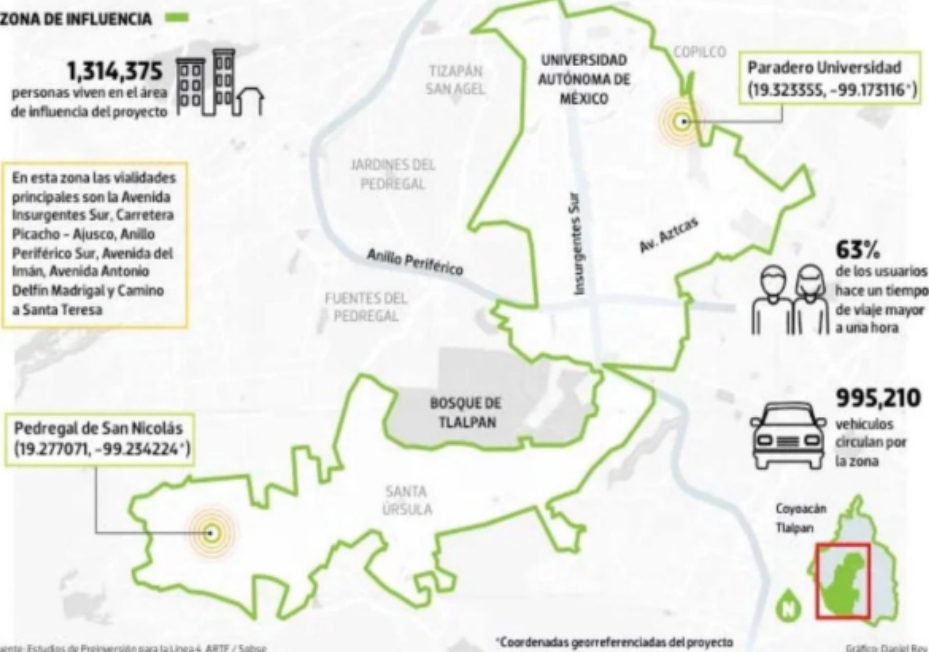 ZONA DE INFLUENCIA
1,314,375
personas viven en el área
de influencia del proyecto
En esta zona las vialidades
principales son la Avenida
Insurgentes Sur, Carretera
Picacho - Ajusco, Anillo
Periférico Sur, Avenida del
Imán, Avenida Antonio
Delfín Madrigal y Camino
a Santa Teresa
TIZAPÁN
SAN AGEL
UNIVERSIDAD
AUTÓNOMA DE
MÉXICO
COPILCO
Paradero Universidad
(19.323355, -99.173116*)
JARDINES DEL
PEDREGAL
Insurgentes Sur
Av. Aztcas
Anillo Periférico
FUENTES DEL
PEDREGAL
63%
de los usuarios
hace un tiempo
de viaje mayor
a una hora
BOSQUE DE
TLALPAN
995,210
vehículos
circulan por
la zona
Pedregal de San Nicolás
(19.277071, -99.234224*)
SANTA
ÚRSULA
Coyoacán
Tlalpan
N
*Coordenadas georreferenciadas del proyecto
uente: Estudios de Preinversión para la Línea 4, ARTF / Sobse
Gráfico: Daniel Rey